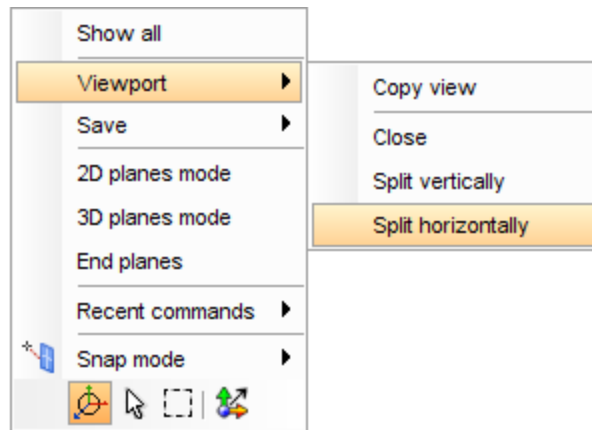 Show all
Viewport
Save
2D planes mode
3D planes mode
End planes
Recent commands
Snap mode
Copy view
Close
Split vertically
Split horizontally